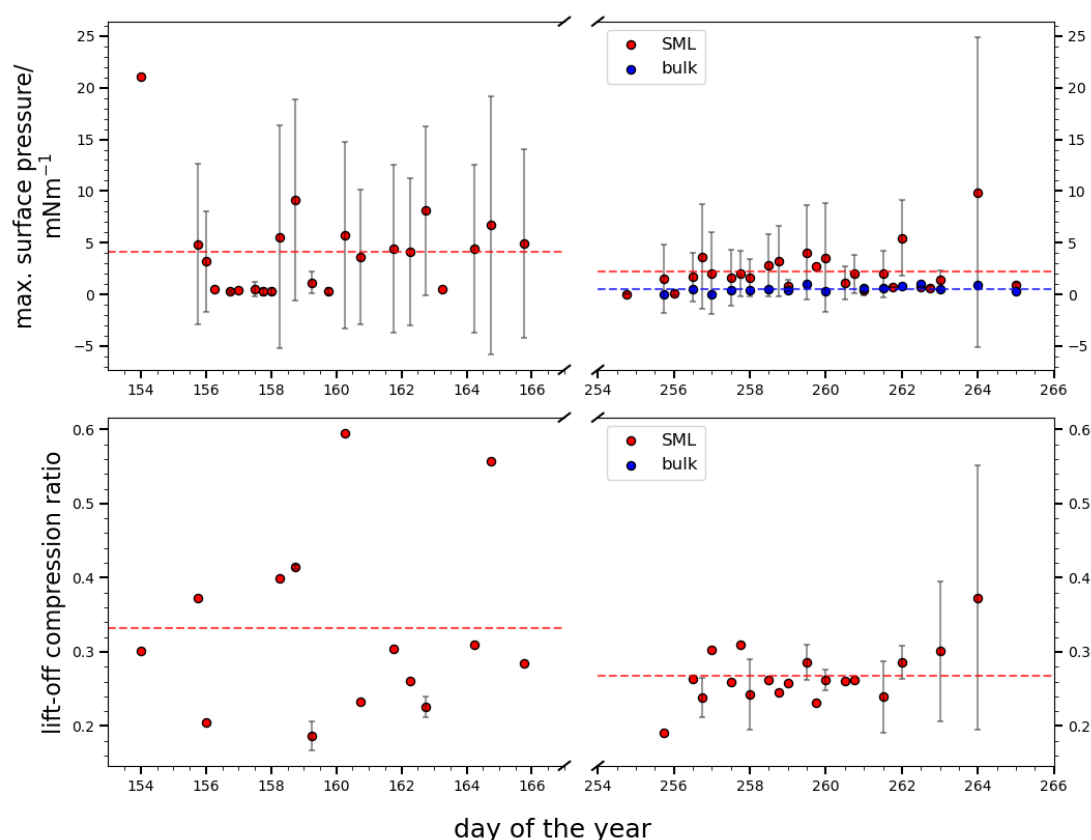 max. surface pressure/
mNm⁻¹
25
20
15
10
5
0
−5
154 156 158 160 162 164 166
SML
bulk
25
20
15
10
5
0
−5
254 256 258 260 262 264 266
lift-off compression ratio
0.6
0.5
0.4
0.3
0.2
154 156 158 160 162 164 166
SML
bulk
0.6
0.5
0.4
0.3
0.2
254 256 258 260 262 264 266
day of the year